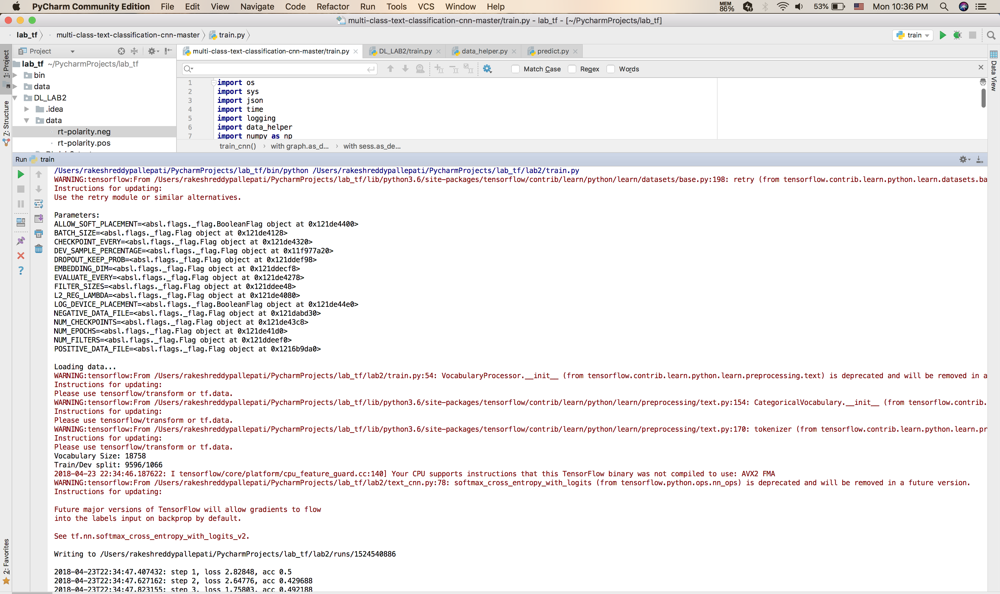 PyCharm Community Edition File Edit View Navigate Code Refactor Run Tools VCS Window Help MEM 86% 53% Mon 10:36 PM
multi-class-text-classification-cnn-master/train.py - lab_tf - [~/PycharmProjects/lab_tf]
lab_tf multi-class-text-classification-cnn-master train.py train
Project
multi-class-text-classification-cnn-master/train.py DL_LAB2/train.py data_helper.py predict.py
Match Case Regex Words
1: Project
Z: Structure
2: Favorites
Data View
lab_tf ~/PycharmProjects/lab_tf
bin
data
DL_LAB2
.idea
data
rt-polarity.neg
rt-polarity.pos
1 import os
2 import sys
3 import json
4 import time
5 import logging
6 import data_helper
7 import numpy as np
train_cnn() › with graph.as_d... › with sess.as_de...
Run train
/Users/rakeshreddypallepati/PycharmProjects/lab_tf/bin/python /Users/rakeshreddypallepati/PycharmProjects/lab_tf/lab2/train.py
WARNING:tensorflow:From /Users/rakeshreddypallepati/PycharmProjects/lab_tf/lib/python3.6/site-packages/tensorflow/contrib/learn/python/learn/datasets/base.py:198: retry (from tensorflow.contrib.learn.python.learn.datasets.ba
Instructions for updating:
Use the retry module or similar alternatives.
Parameters:
ALLOW_SOFT_PLACEMENT=<absl.flags._flag.BooleanFlag object at 0x121de4400>
BATCH_SIZE=<absl.flags._flag.Flag object at 0x121de4128>
CHECKPOINT_EVERY=<absl.flags._flag.Flag object at 0x121de4320>
DEV_SAMPLE_PERCENTAGE=<absl.flags._flag.Flag object at 0x11f977a20>
DROPOUT_KEEP_PROB=<absl.flags._flag.Flag object at 0x121ddef98>
EMBEDDING_DIM=<absl.flags._flag.Flag object at 0x121ddecf8>
EVALUATE_EVERY=<absl.flags._flag.Flag object at 0x121de4278>
FILTER_SIZES=<absl.flags._flag.Flag object at 0x121ddee48>
L2_REG_LAMBDA=<absl.flags._flag.Flag object at 0x121de4080>
LOG_DEVICE_PLACEMENT=<absl.flags._flag.BooleanFlag object at 0x121de44e0>
NEGATIVE_DATA_FILE=<absl.flags._flag.Flag object at 0x121dabd30>
NUM_CHECKPOINTS=<absl.flags._flag.Flag object at 0x121de43c8>
NUM_EPOCHS=<absl.flags._flag.Flag object at 0x121de41d0>
NUM_FILTERS=<absl.flags._flag.Flag object at 0x121ddeef0>
POSITIVE_DATA_FILE=<absl.flags._flag.Flag object at 0x1216b9da0>
Loading data...
WARNING:tensorflow:From /Users/rakeshreddypallepati/PycharmProjects/lab_tf/lab2/train.py:54: VocabularyProcessor.__init__ (from tensorflow.contrib.learn.python.learn.preprocessing.text) is deprecated and will be removed in a
Instructions for updating:
Please use tensorflow/transform or tf.data.
WARNING:tensorflow:From /Users/rakeshreddypallepati/PycharmProjects/lab_tf/lib/python3.6/site-packages/tensorflow/contrib/learn/python/learn/preprocessing/text.py:154: CategoricalVocabulary.__init__ (from tensorflow.contrib.
Instructions for updating:
Please use tensorflow/transform or tf.data.
WARNING:tensorflow:From /Users/rakeshreddypallepati/PycharmProjects/lab_tf/lib/python3.6/site-packages/tensorflow/contrib/learn/python/learn/preprocessing/text.py:170: tokenizer (from tensorflow.contrib.learn.python.learn.pr
Instructions for updating:
Please use tensorflow/transform or tf.data.
Vocabulary Size: 18758
Train/Dev split: 9596/1066
2018-04-23 22:34:46.187622: I tensorflow/core/platform/cpu_feature_guard.cc:140] Your CPU supports instructions that this TensorFlow binary was not compiled to use: AVX2 FMA
WARNING:tensorflow:From /Users/rakeshreddypallepati/PycharmProjects/lab_tf/lab2/text_cnn.py:78: softmax_cross_entropy_with_logits (from tensorflow.python.ops.nn_ops) is deprecated and will be removed in a future version.
Instructions for updating:
Future major versions of TensorFlow will allow gradients to flow
into the labels input on backprop by default.
See tf.nn.softmax_cross_entropy_with_logits_v2.
Writing to /Users/rakeshreddypallepati/PycharmProjects/lab_tf/lab2/runs/1524540886
2018-04-23T22:34:47.407432: step 1, loss 2.82848, acc 0.5
2018-04-23T22:34:47.627162: step 2, loss 2.64776, acc 0.429688
2018-04-23T22:34:47.823155: step 3, loss 1.75803, acc 0.492188